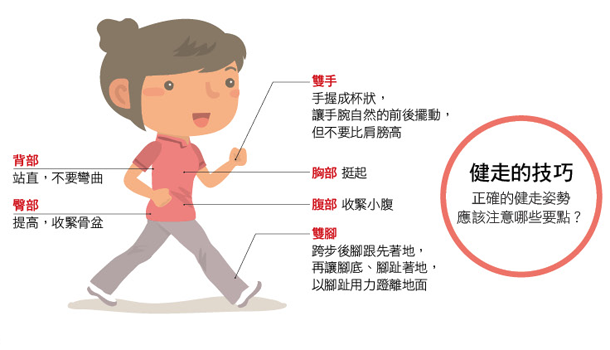 背部
站直，不要彎曲
臀部
提高，收緊骨盆
雙手
手握成杯狀，
讓手腕自然的前後擺動，
但不要比肩膀高
胸部 挺起
腹部 收緊小腹
雙腳
跨步後腳跟先著地，
再讓腳底、腳趾著地，
以腳趾用力蹬離地面
健走的技巧
正確的健走姿勢
應該注意哪些要點？